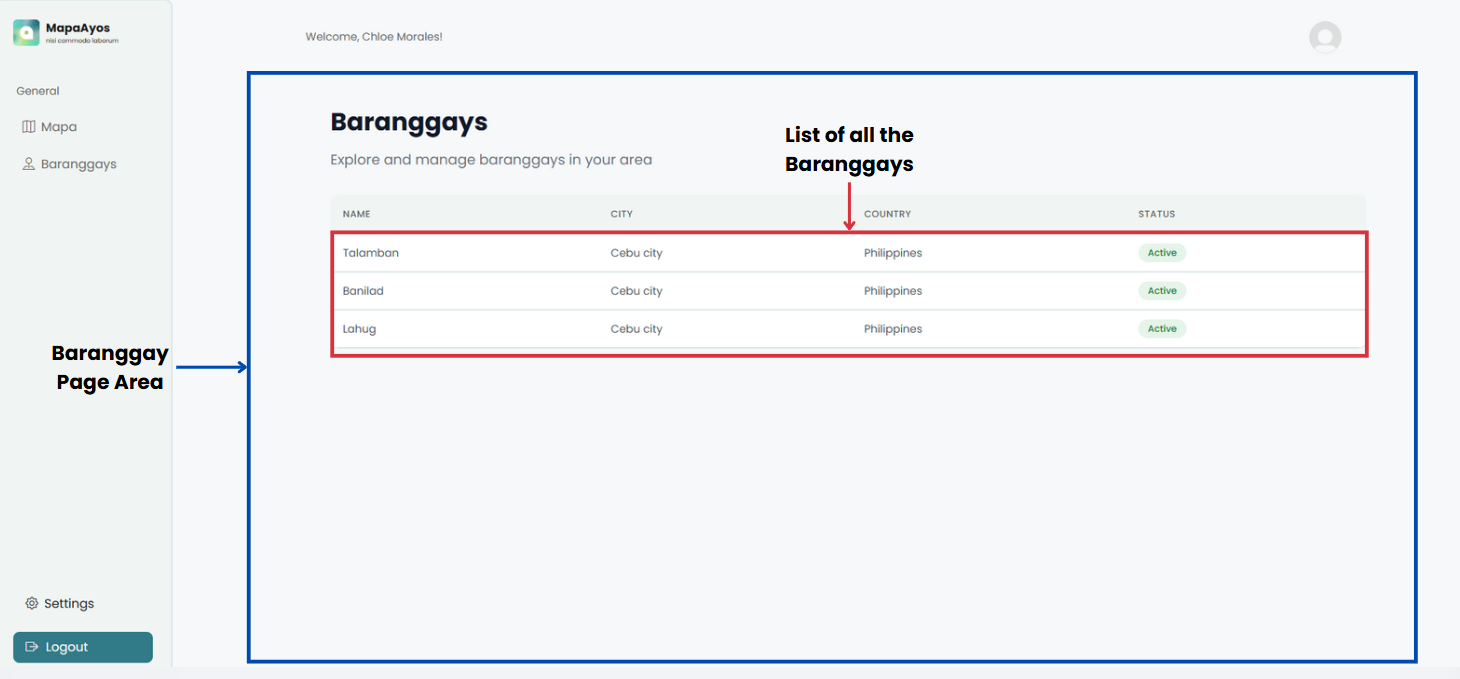 MapaAyos
nisi commodo laborum
Welcome, Chloe Morales!
General
Mapa
Baranggays
Baranggays
Explore and manage baranggays in your area
List of all the
Baranggays
NAME CITY COUNTRY STATUS
Talamban Cebu city Philippines Active
Banilad Cebu city Philippines Active
Lahug Cebu city Philippines Active
Baranggay
Page Area
Settings
Logout